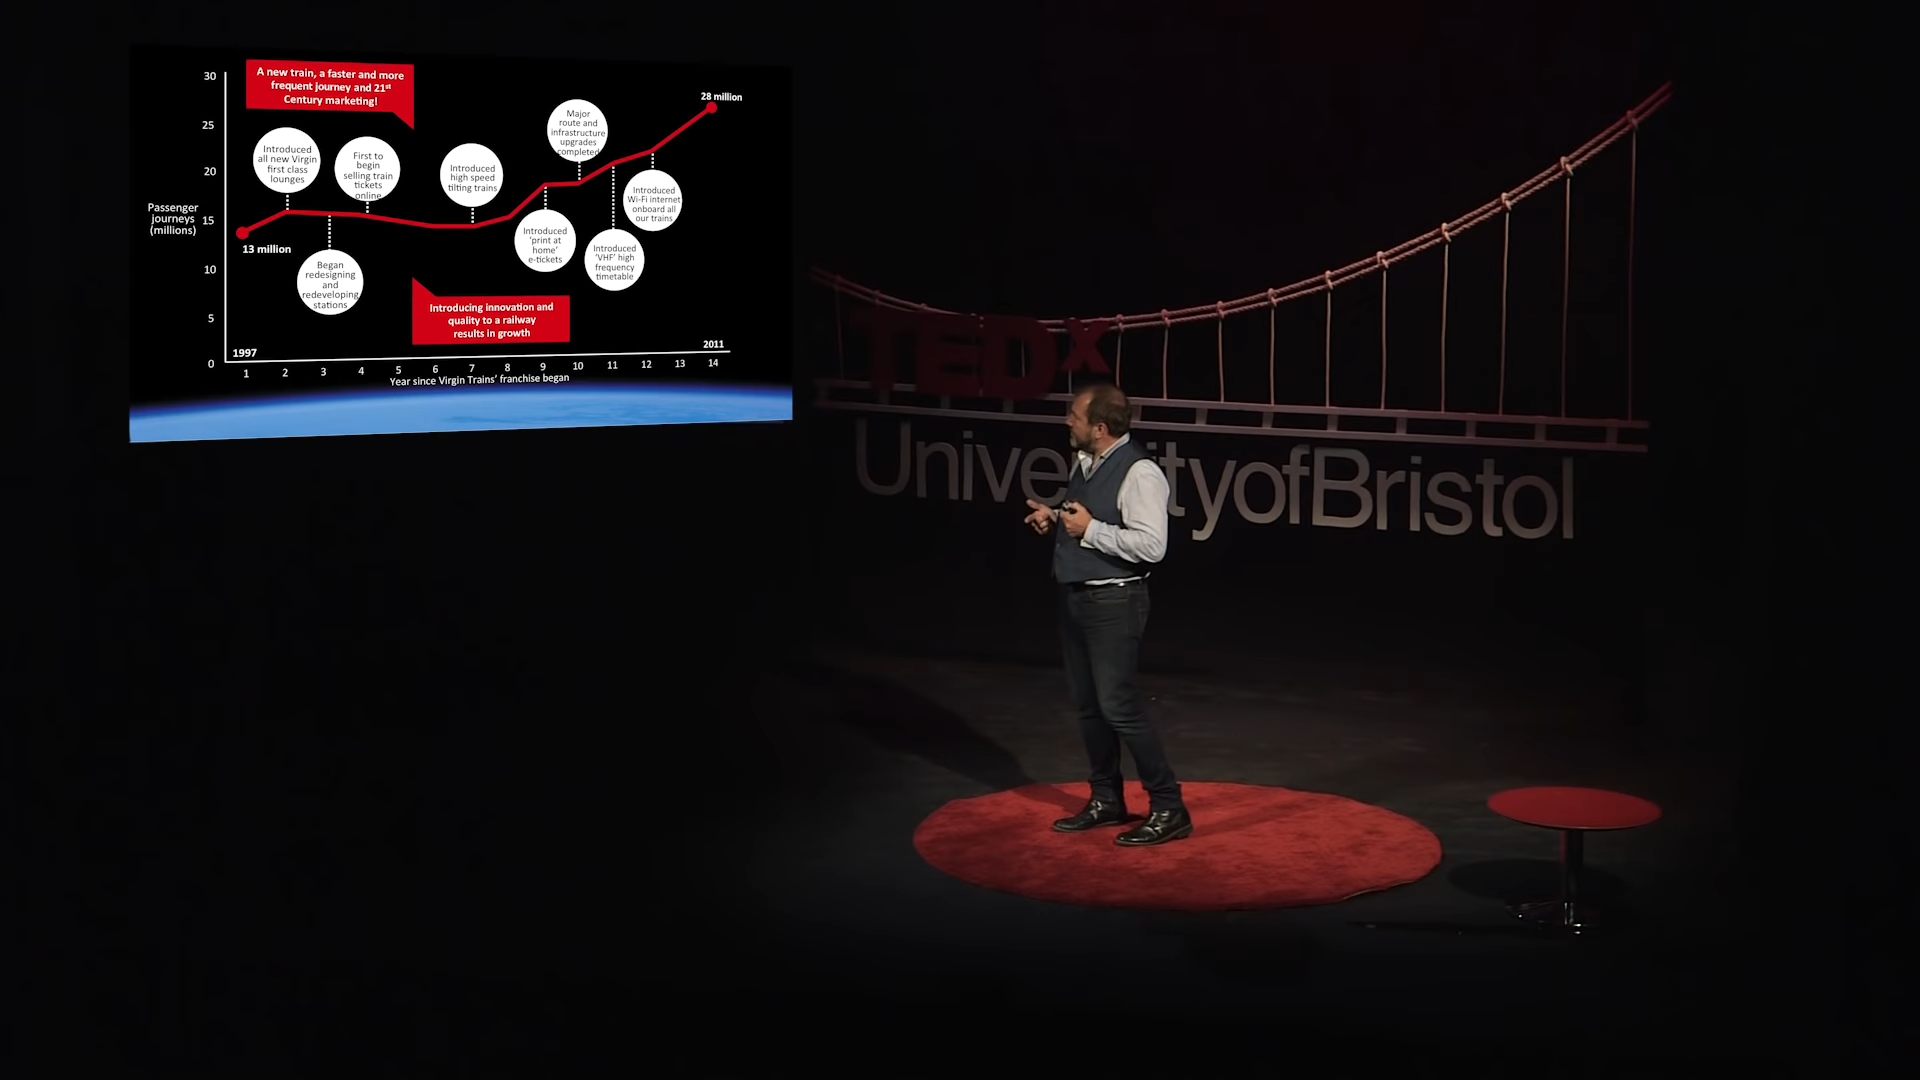 A new train, a faster and more
frequent journey and 21st
Century marketing!
30
25
20
15
10
5
0
Passenger
journeys
(millions)
Introduced
all new Virgin
first class
lounges
First to
begin
selling train
tickets
online
Introduced
high speed
tilting trains
Major
route and
infrastructure
upgrades
completed
28 million
13 million
Began
redesigning
and
redeveloping
stations
Introduced
'print at
home'
e-tickets
Introduced
'VHF' high
frequency
timetable
Introduced
Wi-Fi internet
onboard all
our trains
Introducing innovation and
quality to a railway
results in growth
1997
2011
1 2 3 4 5 6 7 8 9 10 11 12 13 14
Year since Virgin Trains' franchise began
TEDx
UniversityofBristol